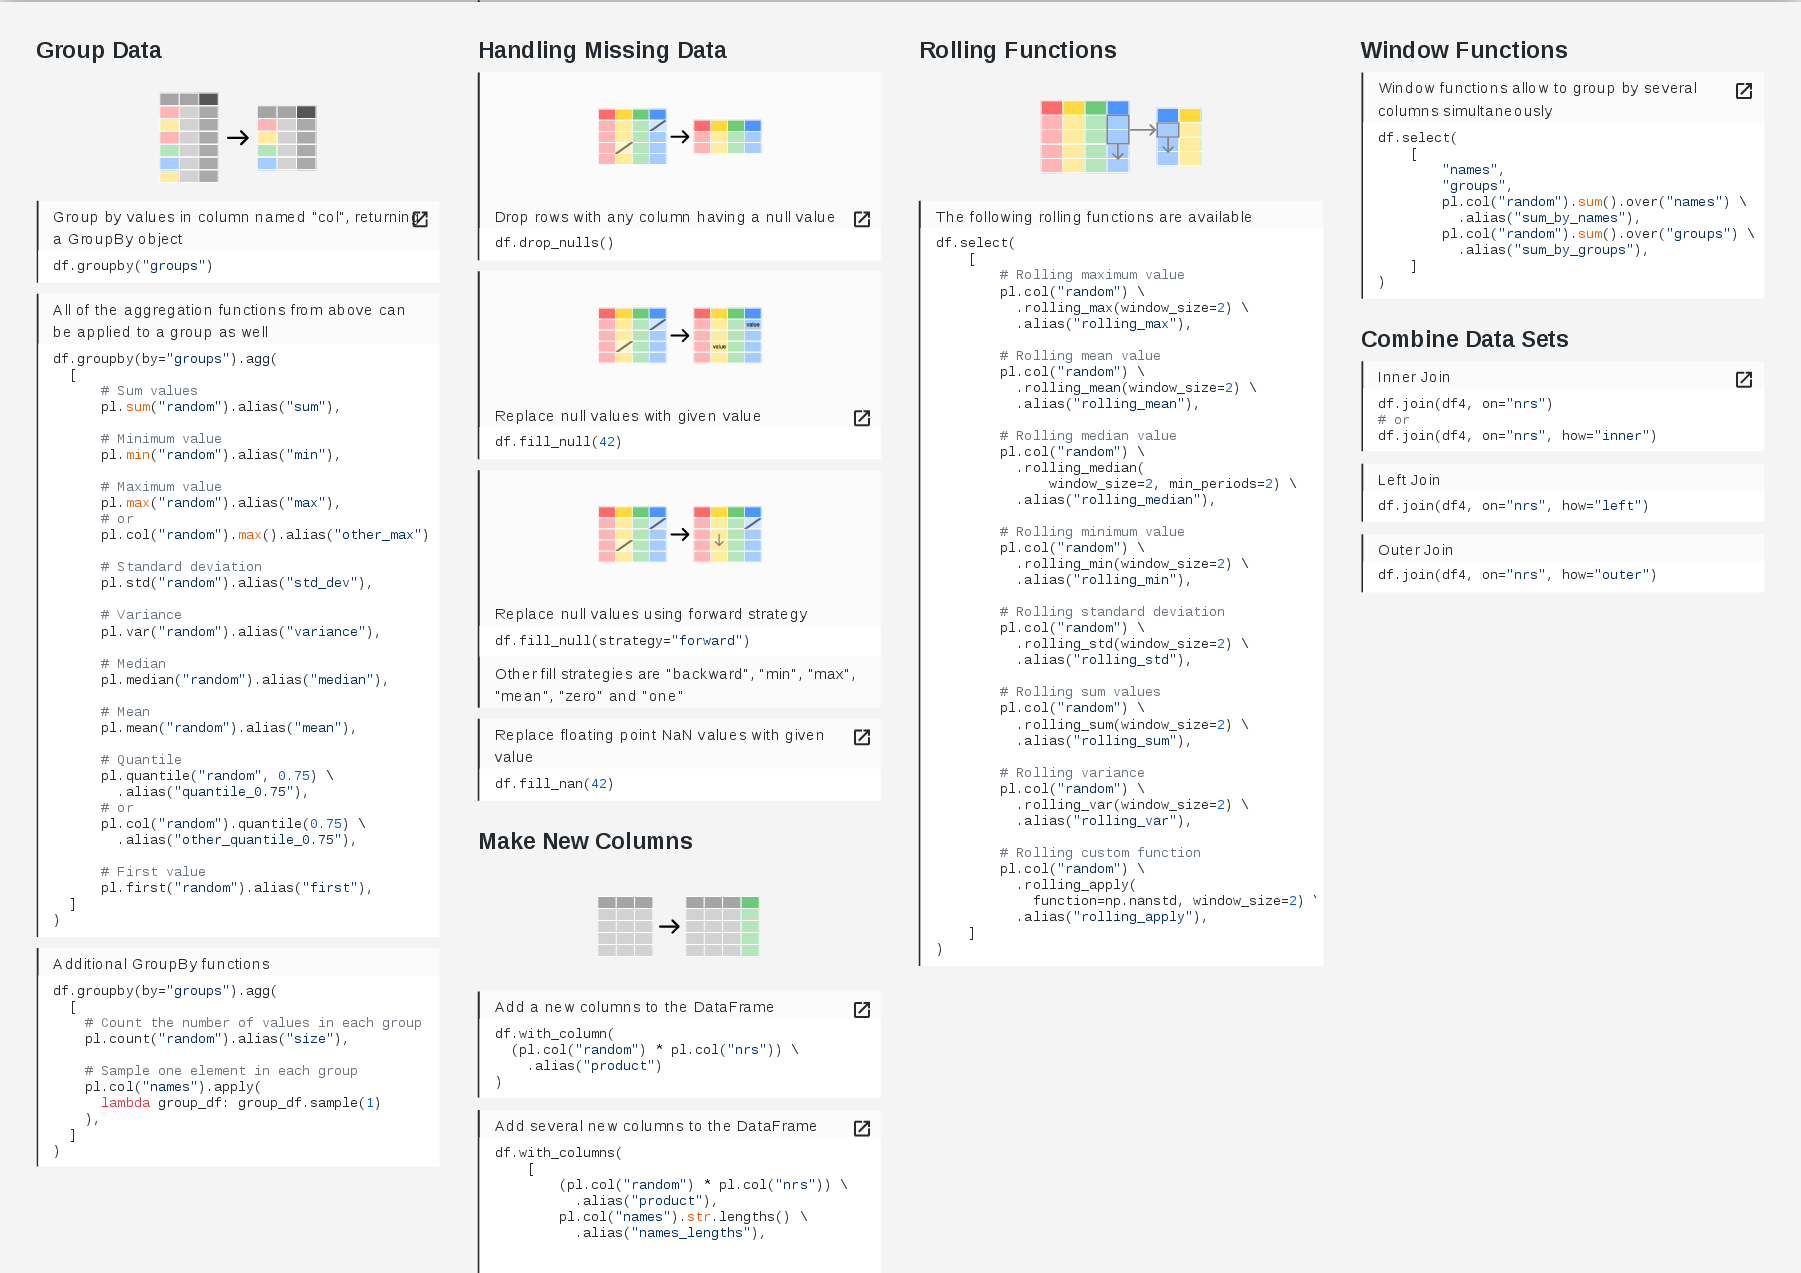 Group Data
Group by values in column named "col", returning
a GroupBy object
df.groupby("groups")
All of the aggregation functions from above can
be applied to a group as well
df.groupby(by="groups").agg(
[
# Sum values
pl.sum("random").alias("sum"),
# Minimum value
pl.min("random").alias("min"),
# Maximum value
pl.max("random").alias("max"),
# or
pl.col("random").max().alias("other_max")
# Standard deviation
pl.std("random").alias("std_dev"),
# Variance
pl.var("random").alias("variance"),
# Median
pl.median("random").alias("median"),
# Mean
pl.mean("random").alias("mean"),
# Quantile
pl.quantile("random", 0.75) \
.alias("quantile_0.75"),
# or
pl.col("random").quantile(0.75) \
.alias("other_quantile_0.75"),
# First value
pl.first("random").alias("first"),
]
)
Additional GroupBy functions
df.groupby(by="groups").agg(
[
# Count the number of values in each group
pl.count("random").alias("size"),
# Sample one element in each group
pl.col("names").apply(
lambda group_df: group_df.sample(1)
),
]
)
Handling Missing Data
Drop rows with any column having a null value
df.drop_nulls()
value
value
Replace null values with given value
df.fill_null(42)
Replace null values using forward strategy
df.fill_null(strategy="forward")
Other fill strategies are "backward", "min", "max",
"mean", "zero" and "one"
Replace floating point NaN values with given
value
df.fill_nan(42)
Make New Columns
Add a new columns to the DataFrame
df.with_column(
(pl.col("random") * pl.col("nrs")) \
.alias("product")
)
Add several new columns to the DataFrame
df.with_columns(
[
(pl.col("random") * pl.col("nrs")) \
.alias("product"),
pl.col("names").str.lengths() \
.alias("names_lengths"),
Rolling Functions
The following rolling functions are available
df.select(
[
# Rolling maximum value
pl.col("random") \
.rolling_max(window_size=2) \
.alias("rolling_max"),
# Rolling mean value
pl.col("random") \
.rolling_mean(window_size=2) \
.alias("rolling_mean"),
# Rolling median value
pl.col("random") \
.rolling_median(
window_size=2, min_periods=2) \
.alias("rolling_median"),
# Rolling minimum value
pl.col("random") \
.rolling_min(window_size=2) \
.alias("rolling_min"),
# Rolling standard deviation
pl.col("random") \
.rolling_std(window_size=2) \
.alias("rolling_std"),
# Rolling sum values
pl.col("random") \
.rolling_sum(window_size=2) \
.alias("rolling_sum"),
# Rolling variance
pl.col("random") \
.rolling_var(window_size=2) \
.alias("rolling_var"),
# Rolling custom function
pl.col("random") \
.rolling_apply(
function=np.nanstd, window_size=2) \
.alias("rolling_apply"),
]
)
Window Functions
Window functions allow to group by several
columns simultaneously
df.select(
[
"names",
"groups",
pl.col("random").sum().over("names") \
.alias("sum_by_names"),
pl.col("random").sum().over("groups") \
.alias("sum_by_groups"),
]
)
Combine Data Sets
Inner Join
df.join(df4, on="nrs")
# or
df.join(df4, on="nrs", how="inner")
Left Join
df.join(df4, on="nrs", how="left")
Outer Join
df.join(df4, on="nrs", how="outer")